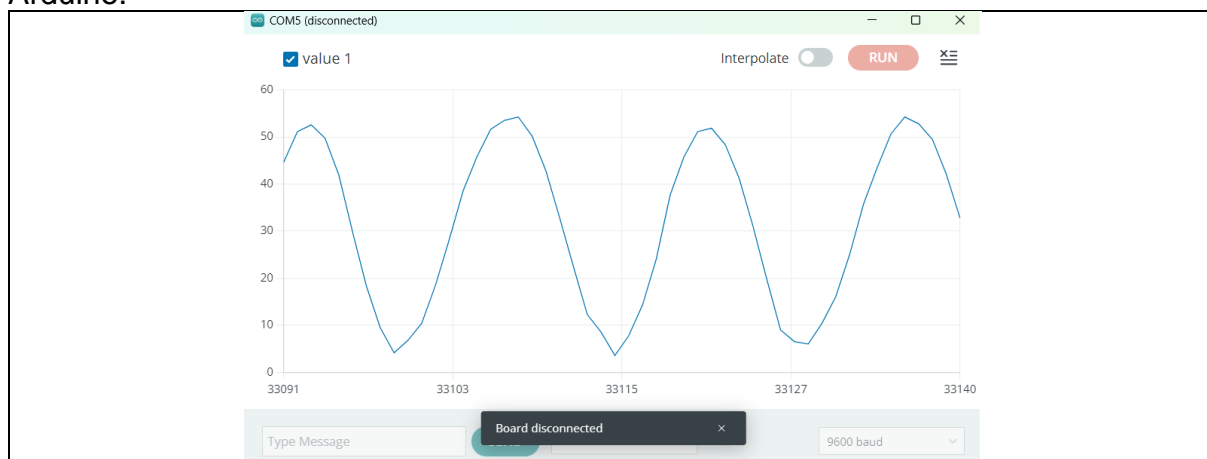 Arduino.
COM5 (disconnected)
value 1
Interpolate
RUN
60
50
40
30
20
10
0
33091
33103
33115
33127
33140
Type Message
Board disconnected
9600 baud